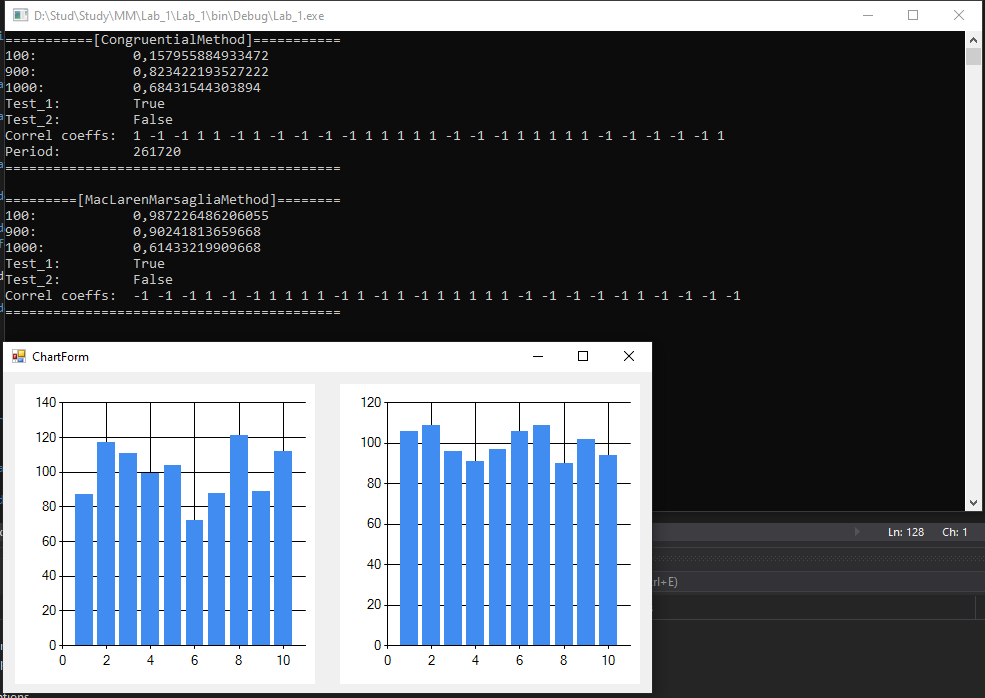 D:\Stud\Study\MM\Lab_1\Lab_1\bin\Debug\Lab_1.exe
===========[CongruentialMethod]===========
100: 0,157955884933472
900: 0,823422193527222
1000: 0,68431544303894
Test_1: True
Test_2: False
Correl coeffs: 1 -1 -1 1 1 -1 1 -1 -1 -1 -1 1 1 1 1 1 -1 -1 -1 1 1 1 1 1 -1 -1 -1 -1 -1 1
Period: 261720
==========================================
=========[MacLarenMarsagliaMethod]========
100: 0,987226486206055
900: 0,90241813659668
1000: 0,61433219909668
Test_1: True
Test_2: False
Correl coeffs: -1 -1 -1 1 -1 -1 1 1 1 1 -1 1 -1 1 -1 1 1 1 1 1 -1 -1 -1 -1 -1 1 -1 -1 -1 -1
==========================================
ChartForm
140
120
100
80
60
40
20
0
0 2 4 6 8 10
120
100
80
60
40
20
0
0 2 4 6 8 10
Ln: 128 Ch: 1
rl+E)